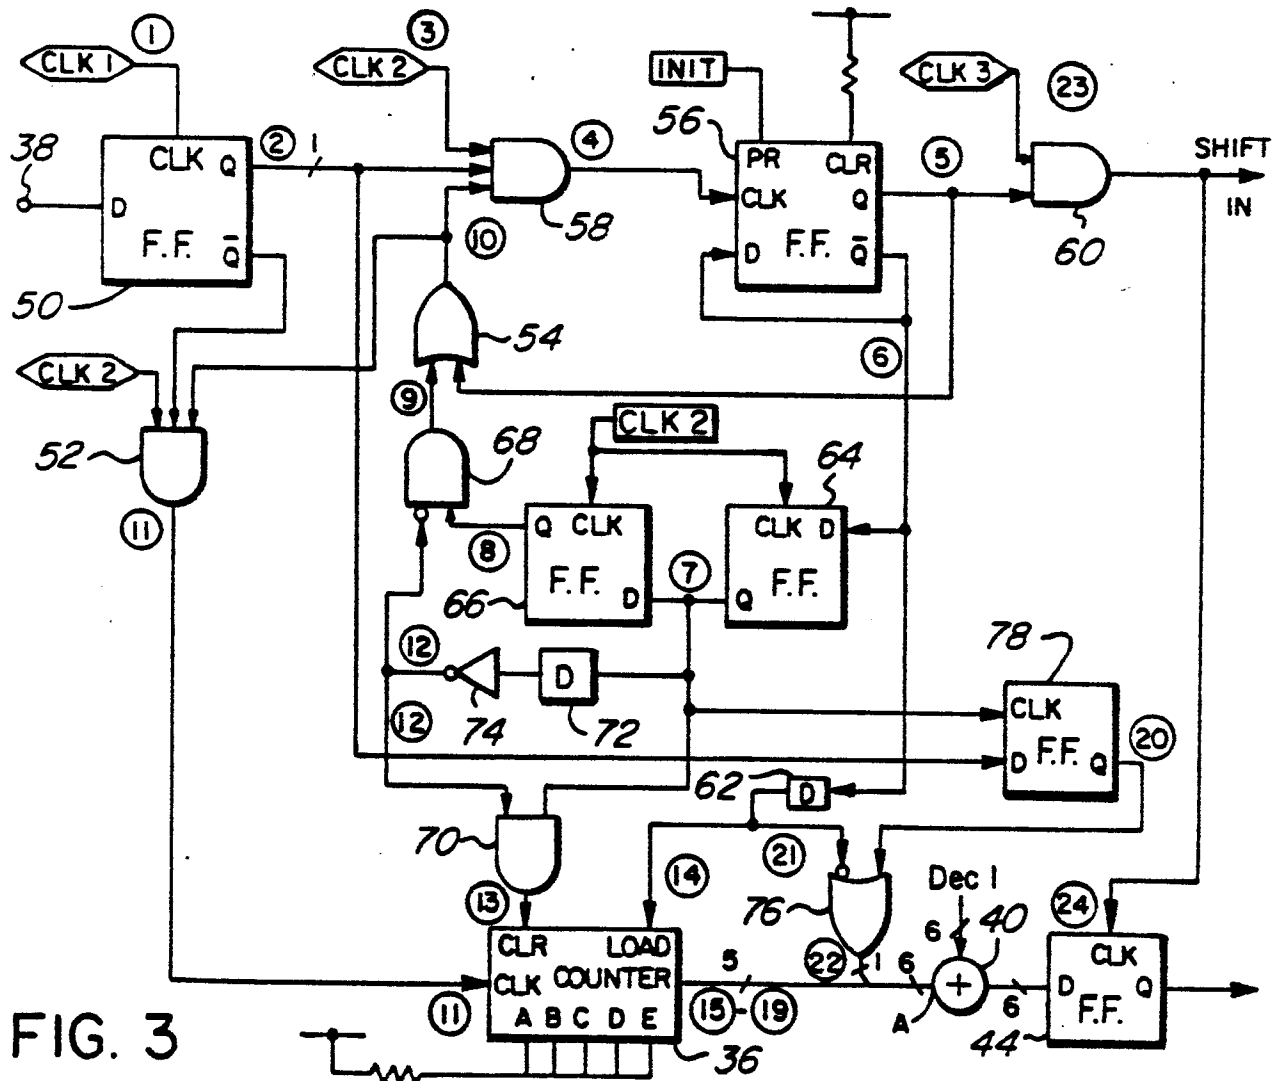 1
3
CLK 1
CLK 2
INIT
CLK 3
23
38
2
1
4
56
5
SHIFT
IN
CLK Q
D
F.F.
Q̅
50
58
PR CLR
CLK Q
D F.F. Q̅
60
10
54
6
CLK 2
9
CLK 2
52
68
64
11
8
Q CLK
F.F.
D
66
7
CLK D
F.F.
Q
12
74
D
72
12
78
CLK
D F.F. Q
20
62
D
70
21
13
14
76
Dec 1
6
40
24
CLR LOAD
CLK COUNTER
A B C D E
11
36
5
15 - 19
22
1
6
A
+
6
CLK
D Q
F.F.
44
FIG. 3